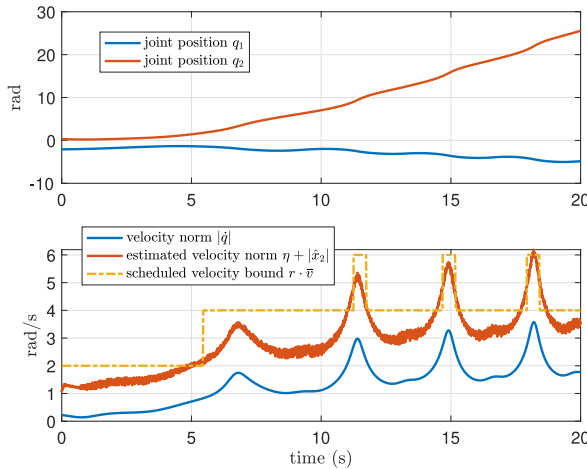 30
20
10
0
-10
rad
joint position q₁
joint position q₂
0
5
10
15
20
velocity norm |q̇|
estimated velocity norm η + |x̂₂|
scheduled velocity bound r · v̅
6
5
4
3
2
1
0
rad/s
0
5
10
15
20
time (s)